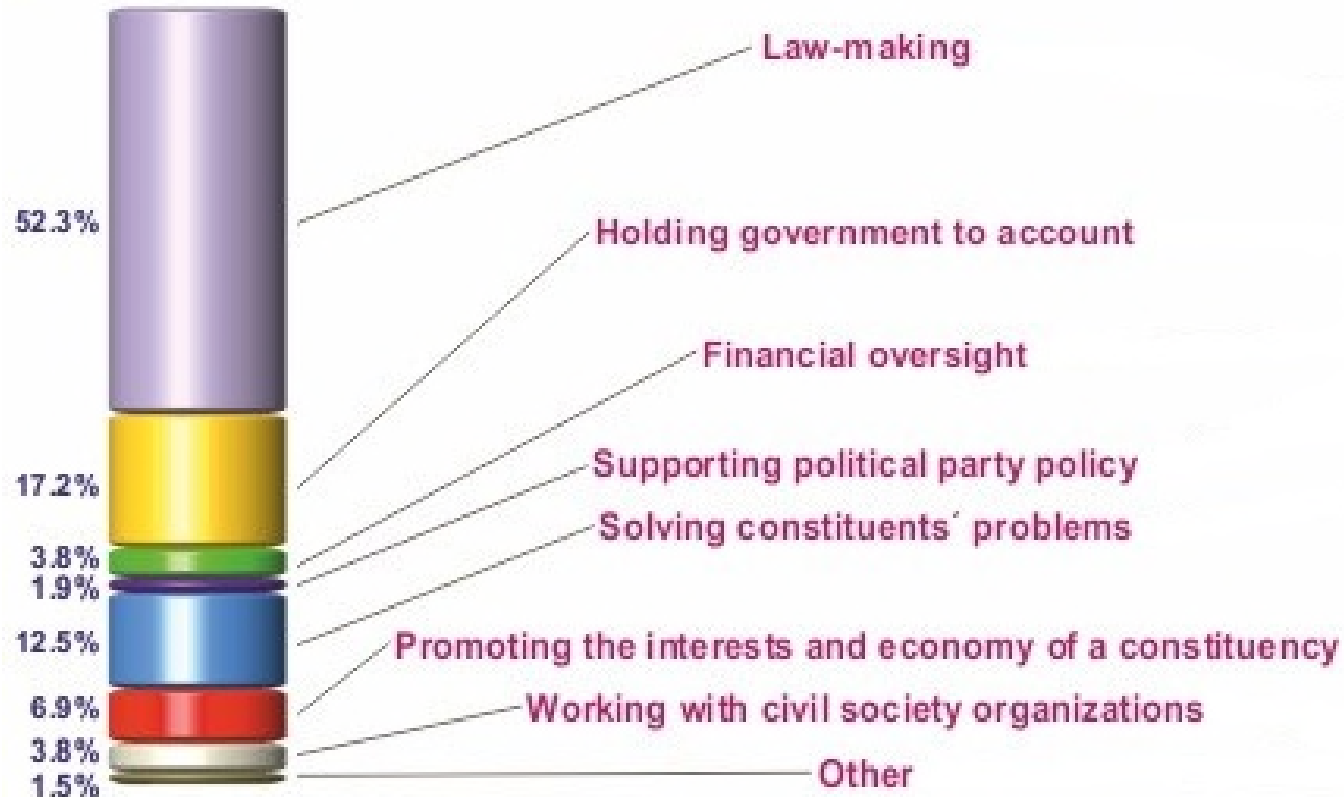 Law-making
52.3%
Holding government to account
17.2%
Financial oversight
3.8%
Supporting political party policy
1.9%
Solving constituents´ problems
12.5%
Promoting the interests and economy of a constituency
6.9%
Working with civil society organizations
3.8%
Other
1.5%